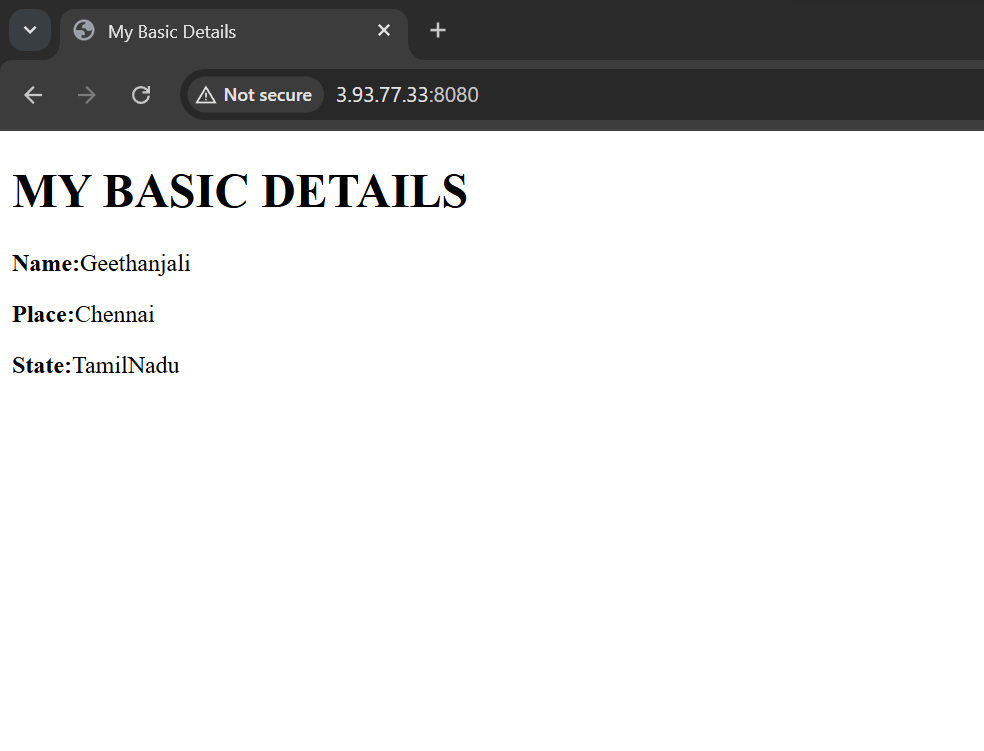 My Basic Details
Not secure 3.93.77.33:8080
MY BASIC DETAILS
Name:Geethanjali
Place:Chennai
State:TamilNadu